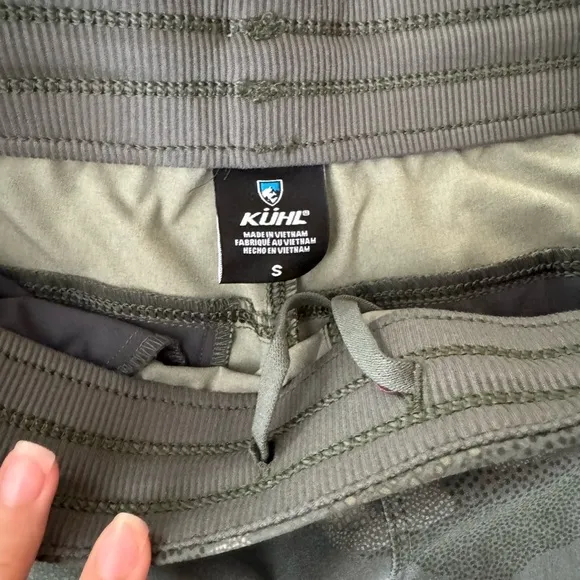 KÜHL®
MADE IN VIETNAM
FABRIQUÉ AU VIETNAM
HECHO EN VIETNAM
S